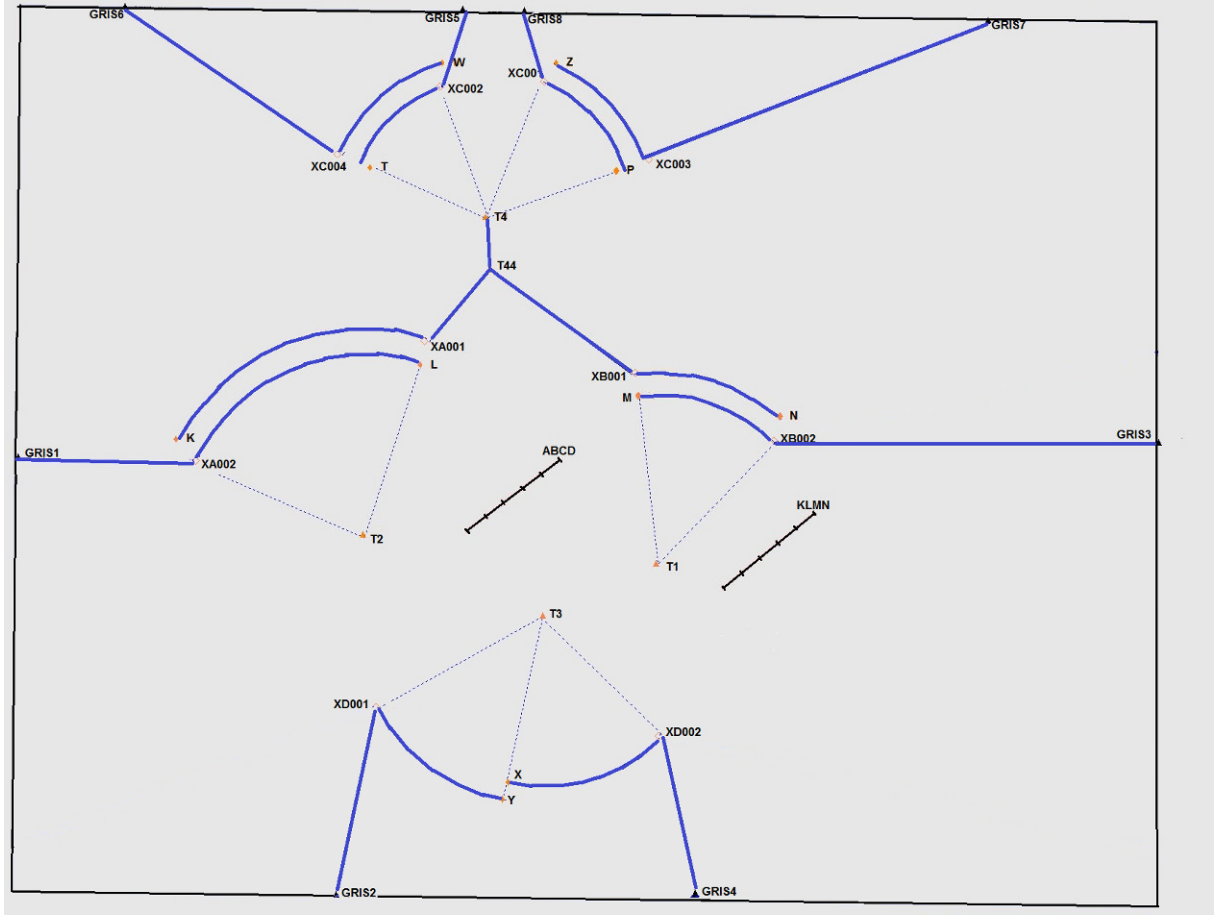 GRIS6
GRIS5
GRIS8
GRIS7
W
Z
XC00
XC002
XC004
T
P
XC003
T4
T44
XA001
L
XB001
M
N
K
XA002
GRIS1
XB002
GRIS3
ABCD
KLMN
T2
T1
T3
XD001
XD002
X
Y
GRIS2
GRIS4